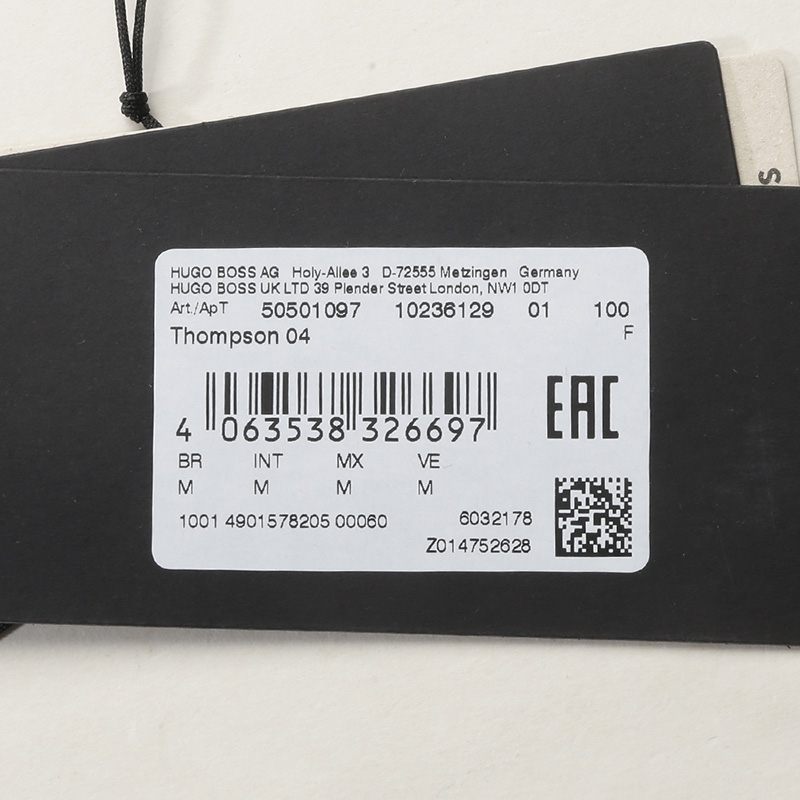 S
HUGO BOSS AG Holy-Allee 3 D-72555 Metzingen Germany
HUGO BOSS UK LTD 39 Plender Street London, NW1 0DT
Art./ApT 50501097 10236129 01 100
Thompson 04 F
4 063538 326697
EAC
BR INT MX VE
M M M M
1001 4901578205 00060 6032178
Z014752628